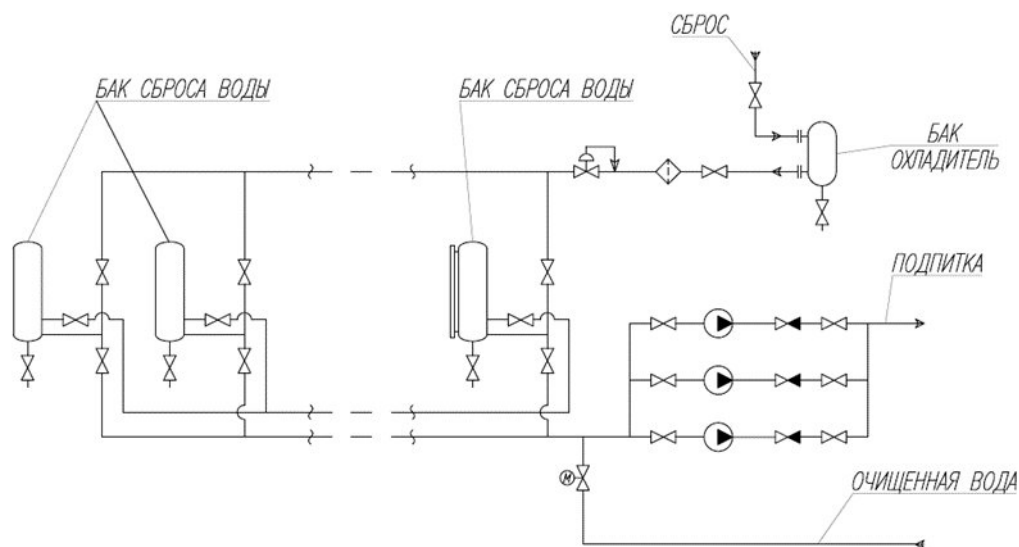 СБРОС
БАК СБРОСА ВОДЫ
БАК СБРОСА ВОДЫ
БАК
ОХЛАДИТЕЛЬ
ПОДПИТКА
М
ОЧИЩЕННАЯ ВОДА